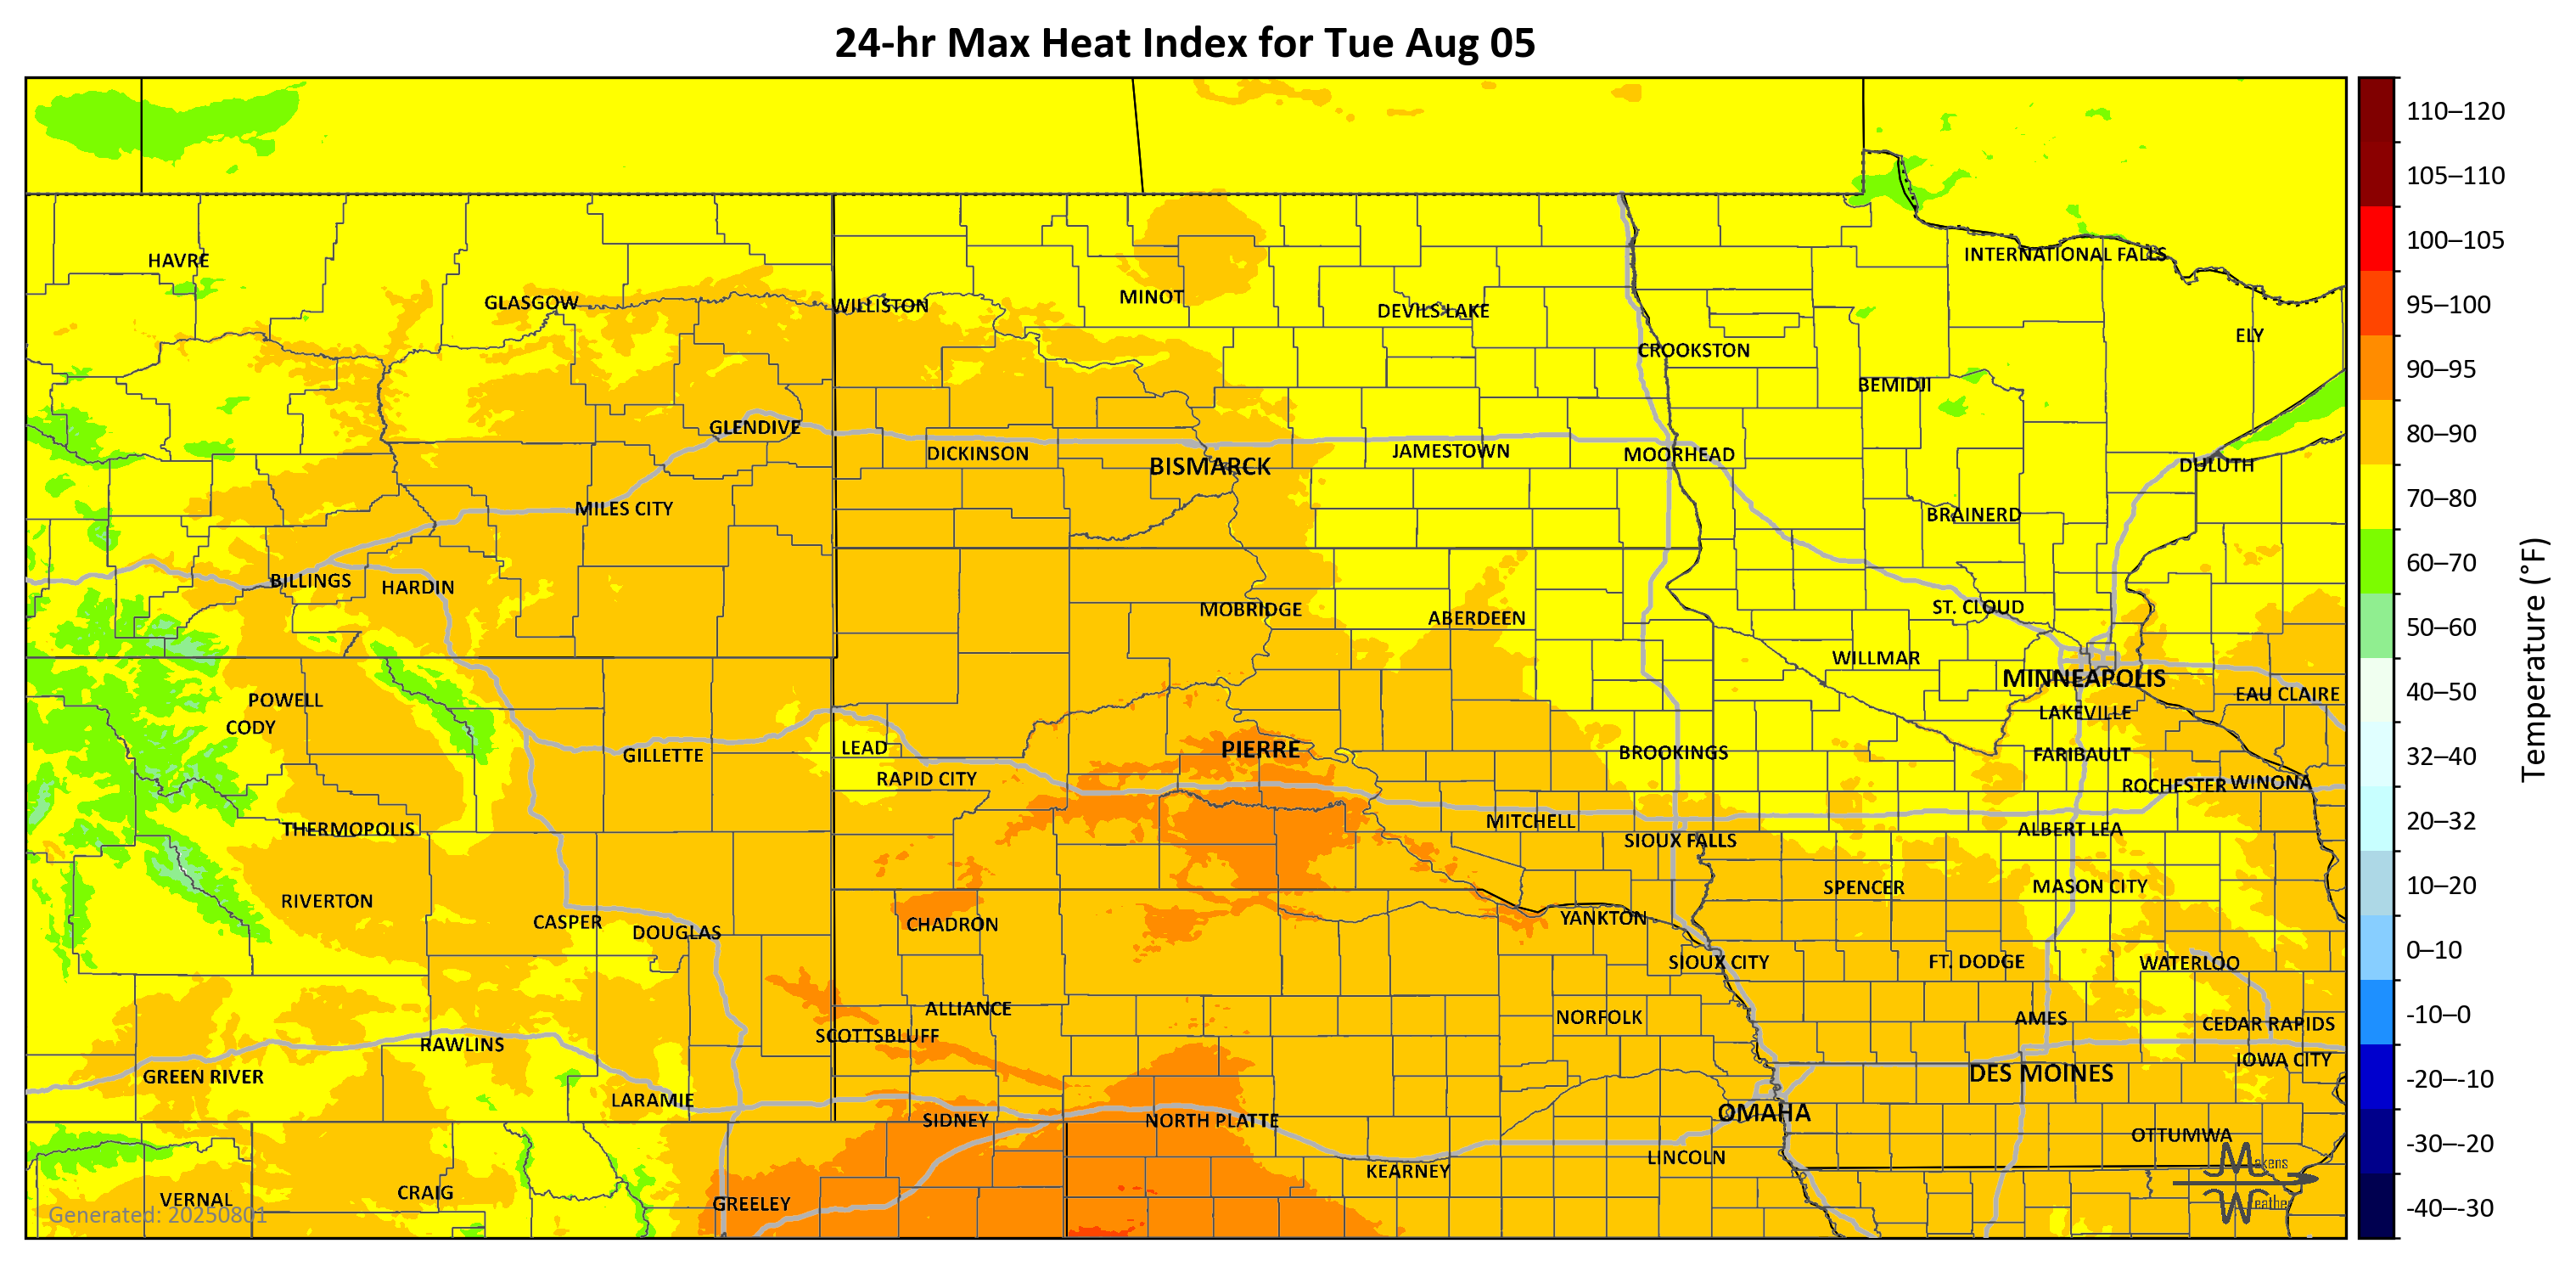 24-hr Max Heat Index for Tue Aug 05
HAVRE
GLASGOW
WILLISTON
MINOT
DEVILS LAKE
INTERNATIONAL FALLS
ELY
CROOKSTON
BEMIDJI
GLENDIVE
DICKINSON
BISMARCK
JAMESTOWN
MOORHEAD
DULUTH
MILES CITY
BRAINERD
BILLINGS
HARDIN
MOBRIDGE
ABERDEEN
ST. CLOUD
WILLMAR
MINNEAPOLIS
EAU CLAIRE
POWELL
CODY
LAKEVILLE
GILLETTE
LEAD
PIERRE
BROOKINGS
FARIBAULT
RAPID CITY
ROCHESTER
WINONA
THERMOPOLIS
MITCHELL
SIOUX FALLS
ALBERT LEA
RIVERTON
CASPER
DOUGLAS
CHADRON
YANKTON
SPENCER
MASON CITY
SIOUX CITY
FT. DODGE
WATERLOO
ALLIANCE
SCOTTSBLUFF
NORFOLK
AMES
CEDAR RAPIDS
RAWLINS
IOWA CITY
GREEN RIVER
DES MOINES
LARAMIE
SIDNEY
NORTH PLATTE
OMAHA
OTTUMWA
KEARNEY
LINCOLN
VERNAL
CRAIG
GREELEY
Generated: 20250801
Makens
Weather
110–120
105–110
100–105
95–100
90–95
80–90
70–80
60–70
50–60
40–50
32–40
20–32
10–20
0–10
-10–0
-20–-10
-30–-20
-40–-30
Temperature (°F)